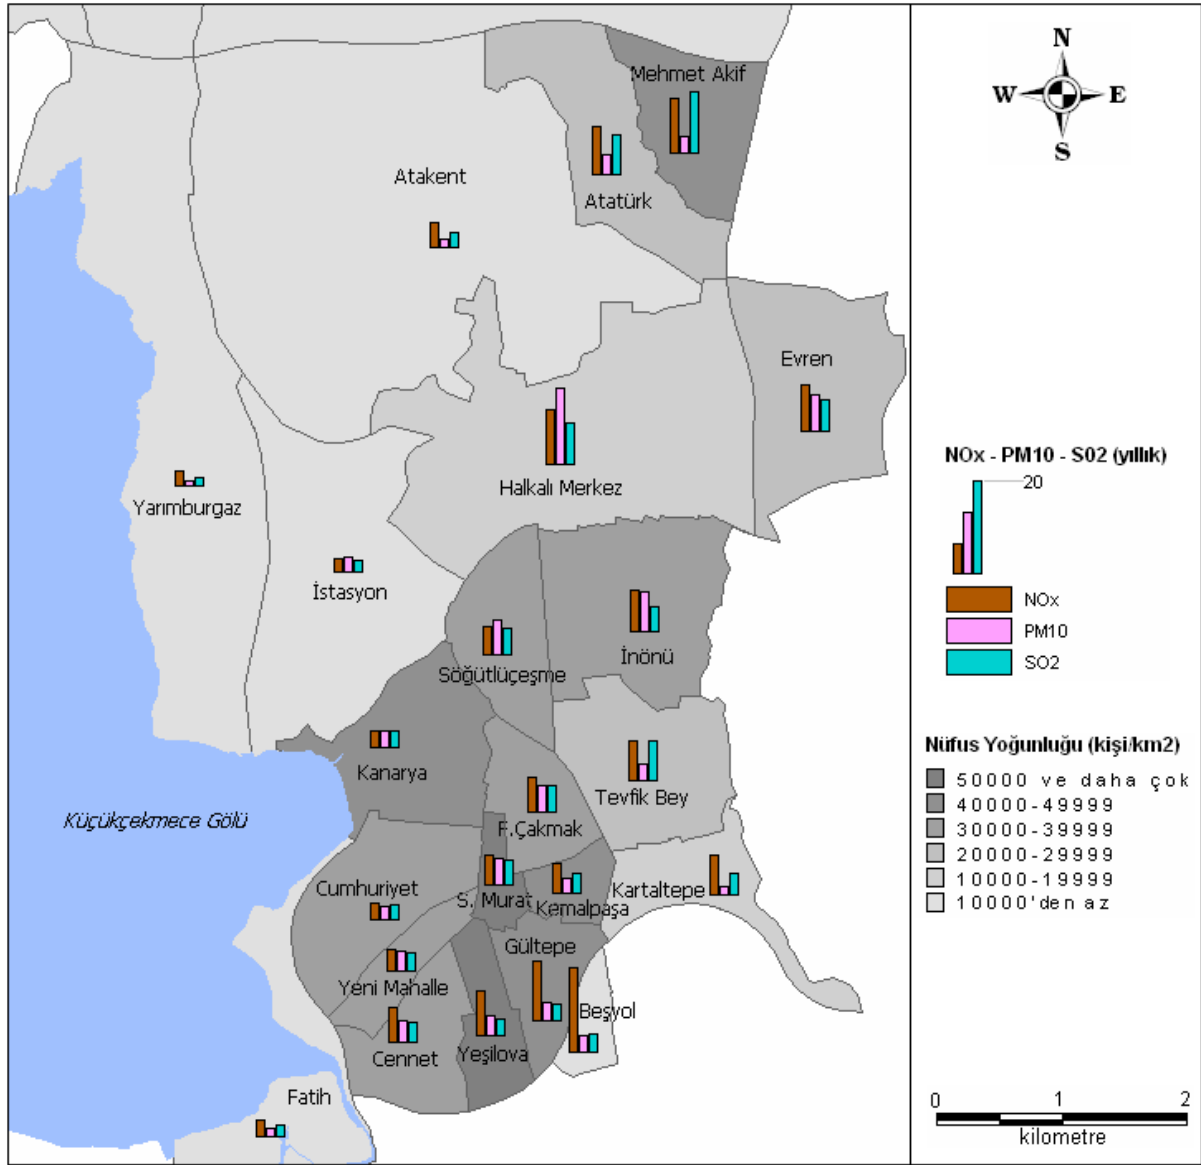 N
W E
S
Mehmet Akif
Atakent
Atatürk
Evren
Halkalı Merkez
Yarımburgaz
İstasyon
İnönü
Söğütlüçeşme
Kanarya
Tevfik Bey
Küçükçekmece Gölü
F.Çakmak
Cumhuriyet
S. Murat
Kemalpaşa
Kartaltepe
Gültepe
Yeni Mahalle
Beşyol
Cennet
Yeşilova
Fatih
NOx - PM10 - S02 (yıllık)
20
NOx
PM10
SO2
Nüfus Yoğunluğu (kişi/km2)
50000 ve daha çok
40000-49999
30000-39999
20000-29999
10000-19999
10000'den az
0 1 2
kilometre